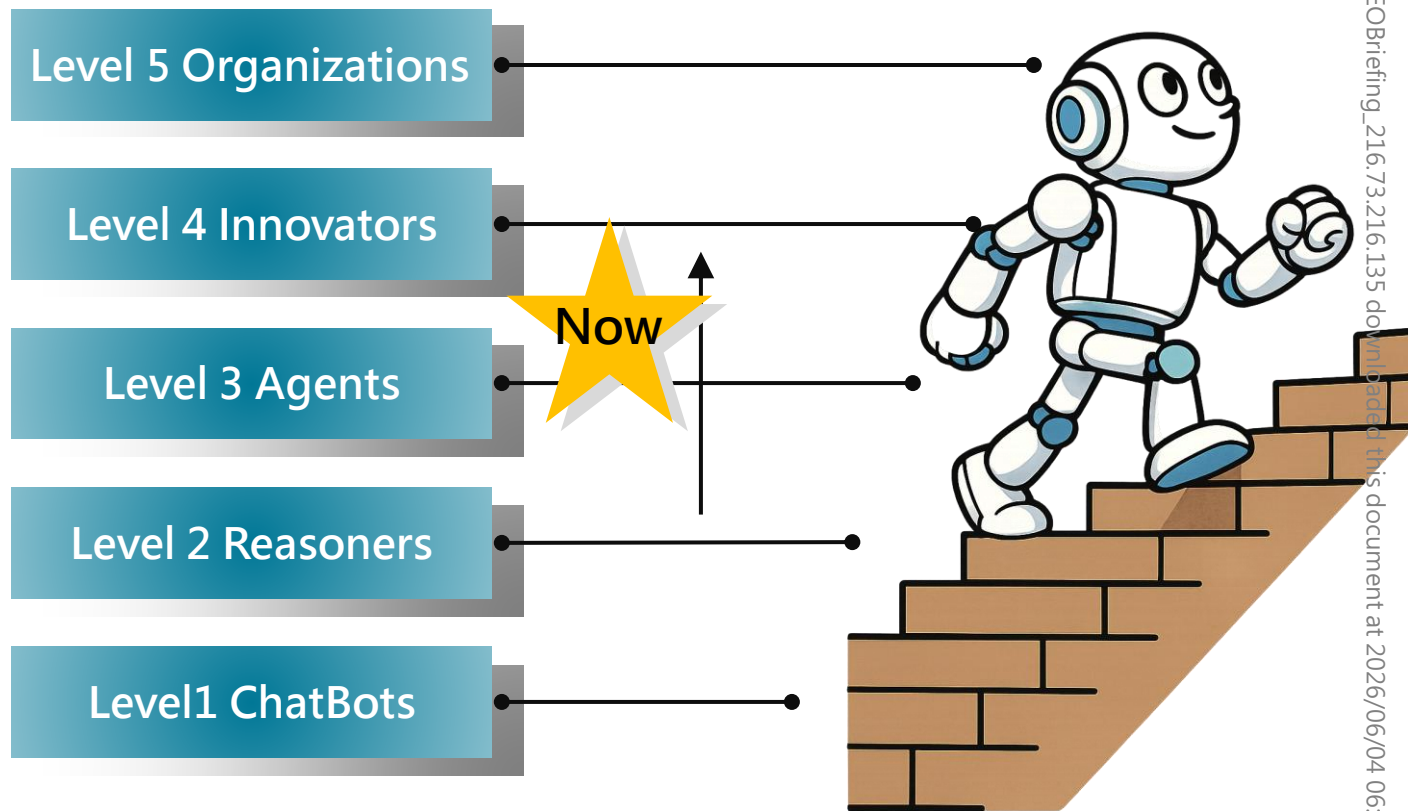 Level 5 Organizations
Level 4 Innovators
Now
Level 3 Agents
Level 2 Reasoners
Level1 ChatBots
EOBriefing_216.73.216.135 downloaded this document at 2026/06/04 06: